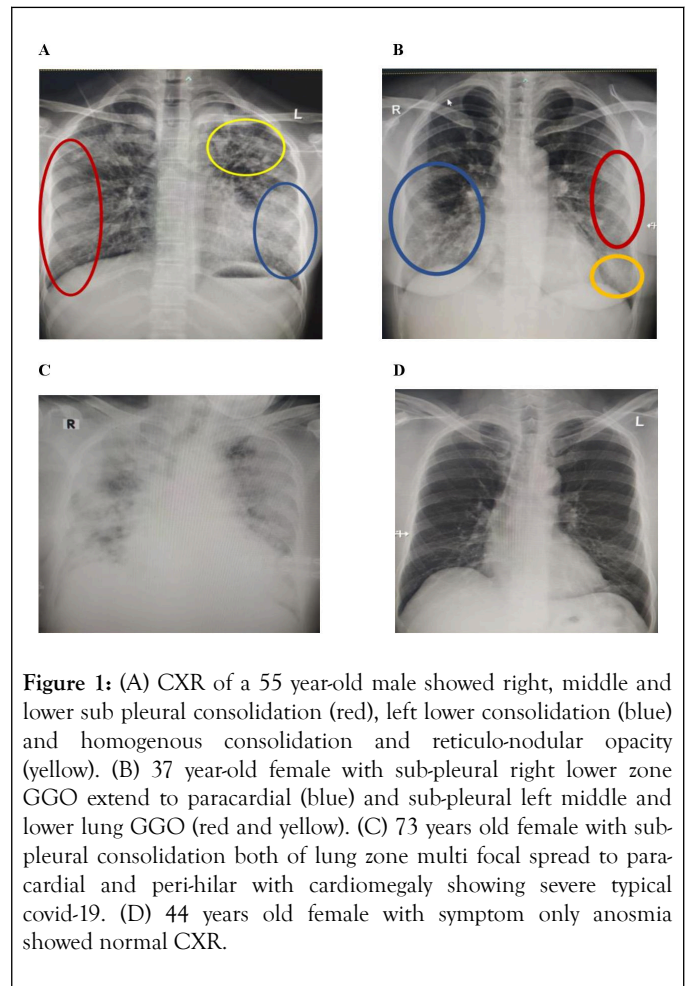 A
B
L
R
C
D
R
L
Figure 1: (A) CXR of a 55 year-old male showed right, middle and
lower sub pleural consolidation (red), left lower consolidation (blue)
and homogenous consolidation and reticulo-nodular opacity
(yellow). (B) 37 year-old female with sub-pleural right lower zone
GGO extend to paracardial (blue) and sub-pleural left middle and
lower lung GGO (red and yellow). (C) 73 years old female with sub-
pleural consolidation both of lung zone multi focal spread to para-
cardial and peri-hilar with cardiomegaly showing severe typical
covid-19. (D) 44 years old female with symptom only anosmia
showed normal CXR.